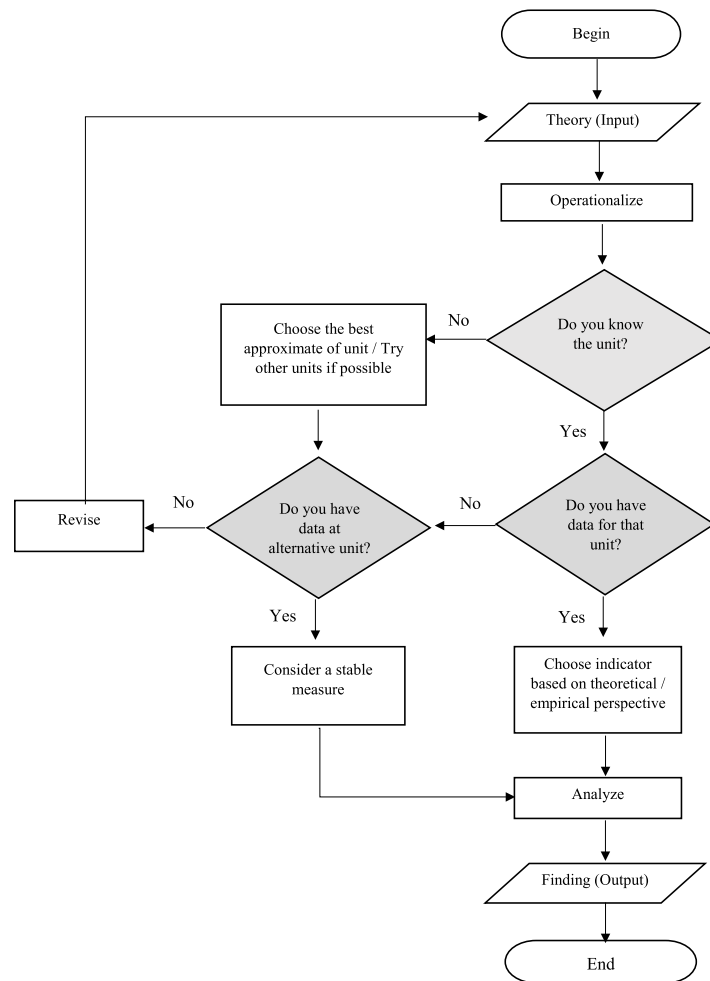 Begin
Theory (Input)
Operationalize
Do you know
the unit?
No
Choose the best
approximate of unit / Try
other units if possible
Yes
Do you have
data for that
unit?
No
Do you have
data at
alternative unit?
No
Revise
Yes
Consider a stable
measure
Yes
Choose indicator
based on theoretical /
empirical perspective
Analyze
Finding (Output)
End